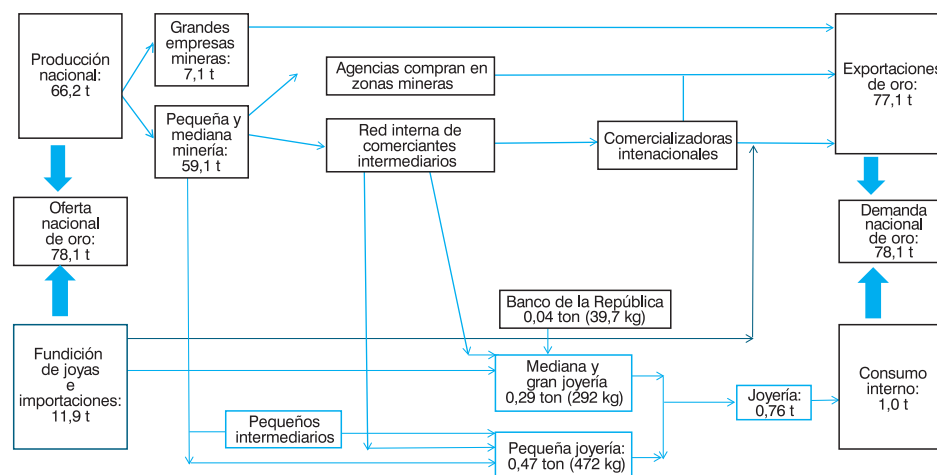 Producción
nacional:
66,2 t
Grandes
empresas
mineras:
7,1 t
Pequeña y
mediana
minería:
59,1 t
Agencias compran en
zonas mineras
Red interna de
comerciantes
intermediarios
Comercializadoras
intenacionales
Exportaciones
de oro:
77,1 t
Oferta
nacional
de oro:
78,1 t
Demanda
nacional
de oro:
78,1 t
Fundición
de joyas
e
importaciones:
11,9 t
Banco de la República
0,04 ton (39,7 kg)
Mediana y
gran joyería
0,29 ton (292 kg)
Pequeños
intermediarios
Pequeña joyería:
0,47 ton (472 kg)
Joyería:
0,76 t
Consumo
interno:
1,0 t